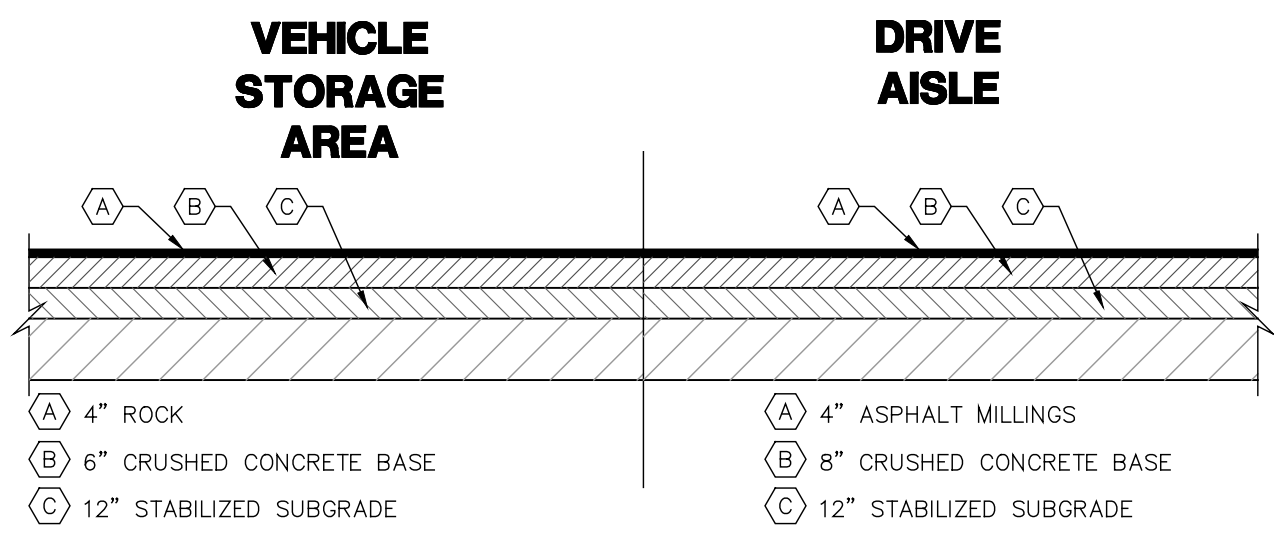 VEHICLE
STORAGE
AREA
A B C
A 4” ROCK
B 6” CRUSHED CONCRETE BASE
C 12” STABILIZED SUBGRADE
DRIVE
AISLE
A B C
A 4” ASPHALT MILLINGS
B 8” CRUSHED CONCRETE BASE
C 12” STABILIZED SUBGRADE